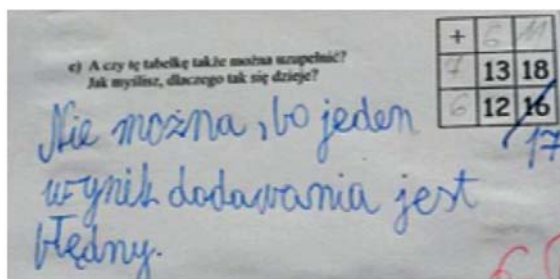 e) A czy tę tabelkę także można uzupełnić?
Jak myślisz, dlaczego tak się dzieje?
+ 6 11
7 13 18
6 12 16
17
Nie można, bo jeden
wynik dodawania jest
błędny.